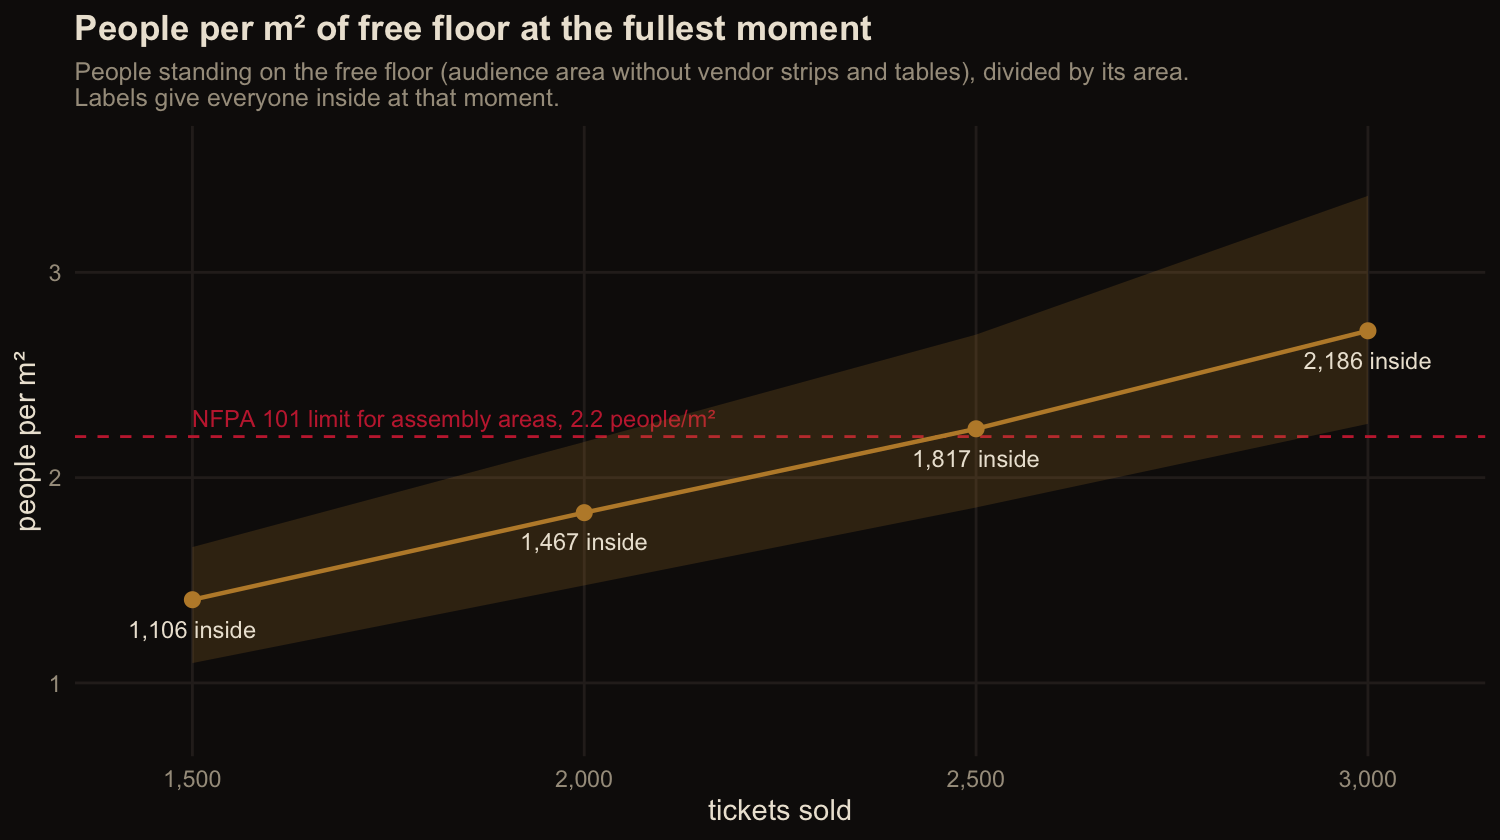 People per m² of free floor at the fullest moment
People standing on the free floor (audience area without vendor strips and tables), divided by its area.
Labels give everyone inside at that moment.
people per m²
3
2
1
NFPA 101 limit for assembly areas, 2.2 people/m²
2,186 inside
1,817 inside
1,467 inside
1,106 inside
1,500
2,000
2,500
3,000
tickets sold